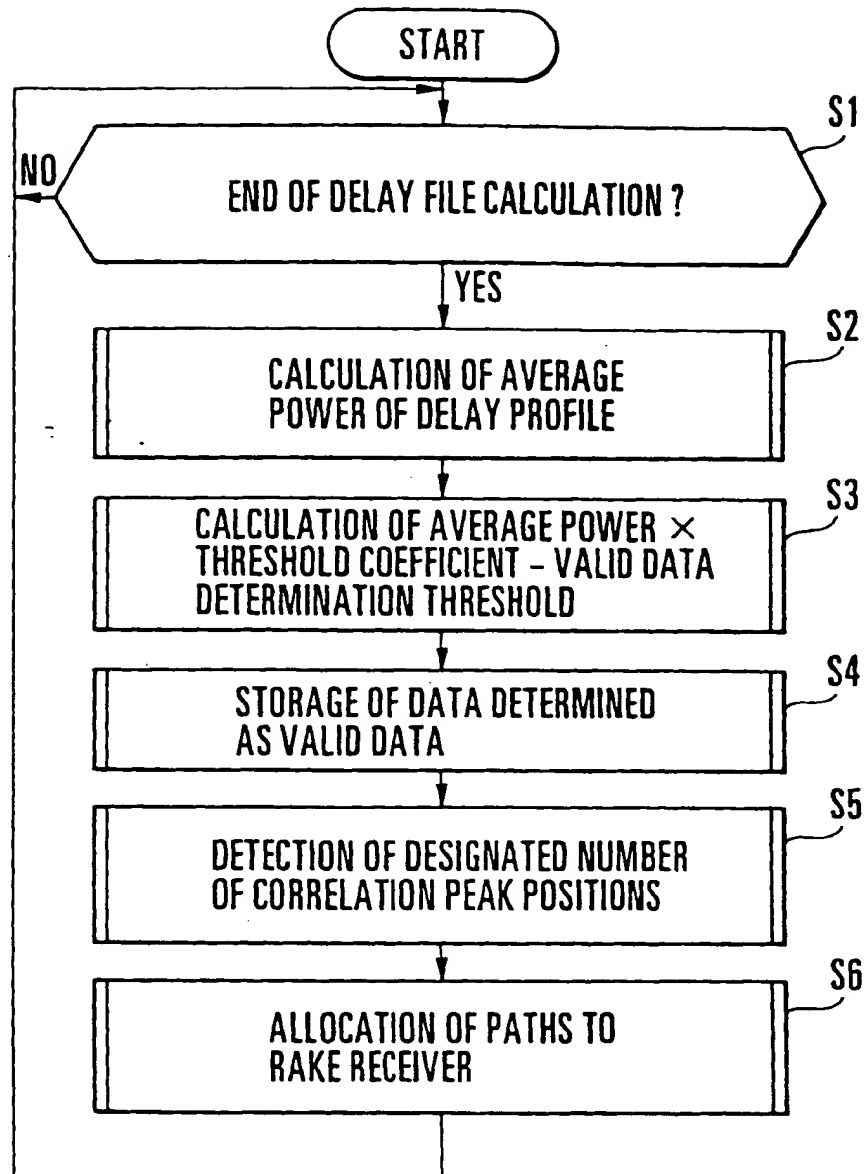 START
S1
NO
END OF DELAY FILE CALCULATION ?
YES
S2
CALCULATION OF AVERAGE
POWER OF DELAY PROFILE
S3
CALCULATION OF AVERAGE POWER ×
THRESHOLD COEFFICIENT – VALID DATA
DETERMINATION THRESHOLD
S4
STORAGE OF DATA DETERMINED
AS VALID DATA
S5
DETECTION OF DESIGNATED NUMBER
OF CORRELATION PEAK POSITIONS
S6
ALLOCATION OF PATHS TO
RAKE RECEIVER